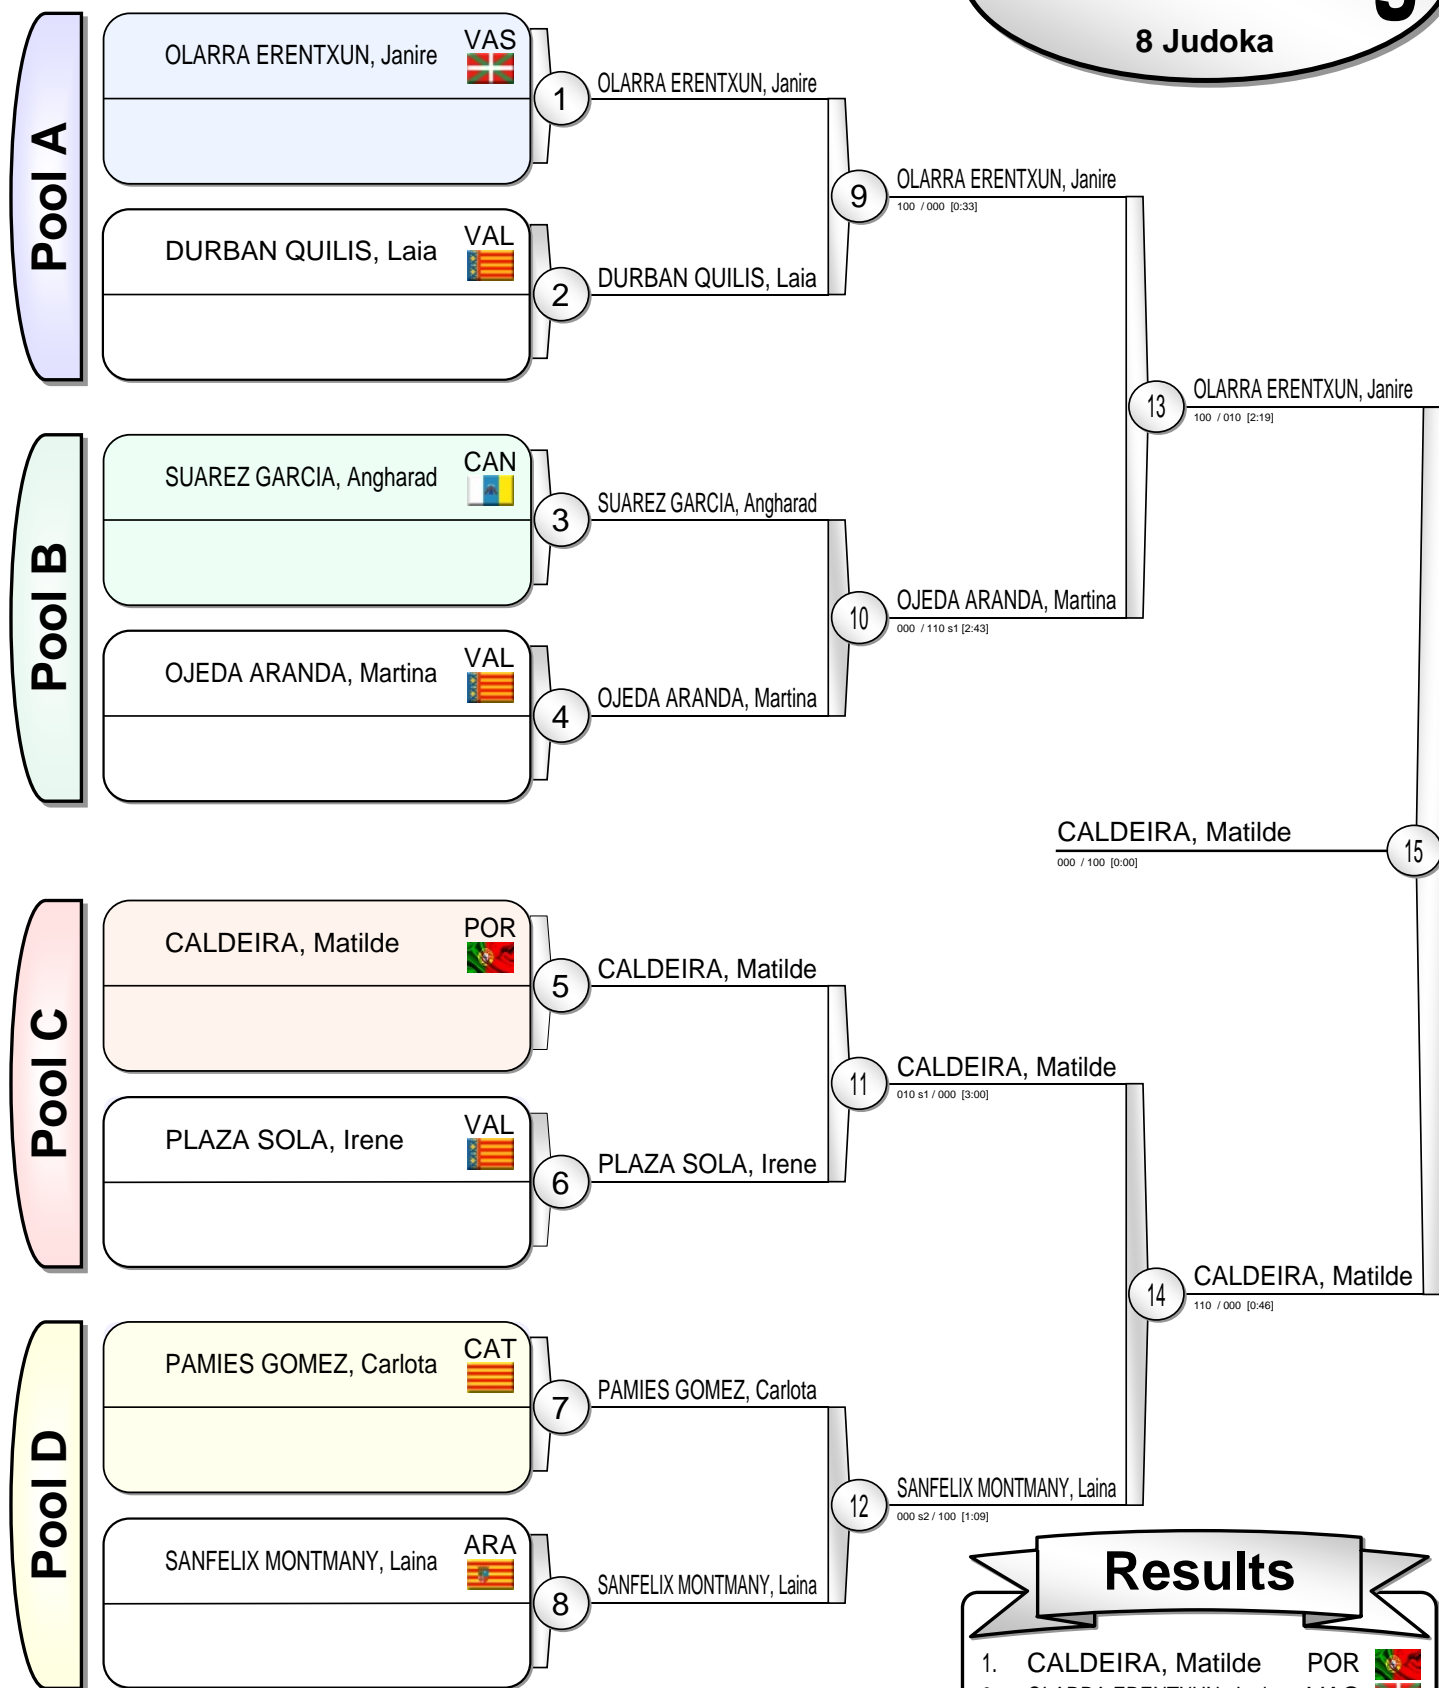 8 Judoka
Pool A
OLARRA ERENTXUN, Janire VAS
1
OLARRA ERENTXUN, Janire
9
OLARRA ERENTXUN, Janire
100 / 000 [0:33]
DURBAN QUILIS, Laia VAL
2
DURBAN QUILIS, Laia
13
OLARRA ERENTXUN, Janire
100 / 010 [2:19]
Pool B
SUAREZ GARCIA, Angharad CAN
3
SUAREZ GARCIA, Angharad
10
OJEDA ARANDA, Martina
000 / 110 s1 [2:43]
OJEDA ARANDA, Martina VAL
4
OJEDA ARANDA, Martina
CALDEIRA, Matilde
000 / 100 [0:00]
15
Pool C
CALDEIRA, Matilde POR
5
CALDEIRA, Matilde
11
CALDEIRA, Matilde
010 s1 / 000 [3:00]
PLAZA SOLA, Irene VAL
6
PLAZA SOLA, Irene
14
CALDEIRA, Matilde
110 / 000 [0:46]
Pool D
PAMIES GOMEZ, Carlota CAT
7
PAMIES GOMEZ, Carlota
12
SANFELIX MONTMANY, Laina
000 s2 / 100 [1:09]
SANFELIX MONTMANY, Laina ARA
8
SANFELIX MONTMANY, Laina
Results
1. CALDEIRA, Matilde POR